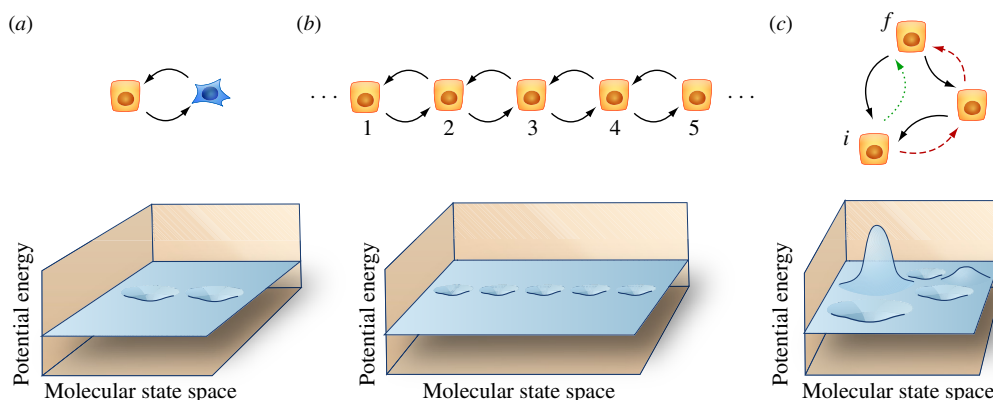 (a)
(b)
(c)
f
. . .
1 2 3 4 5
. . .
i
Potential energy
Molecular state space
Potential energy
Molecular state space
Potential energy
Molecular state space